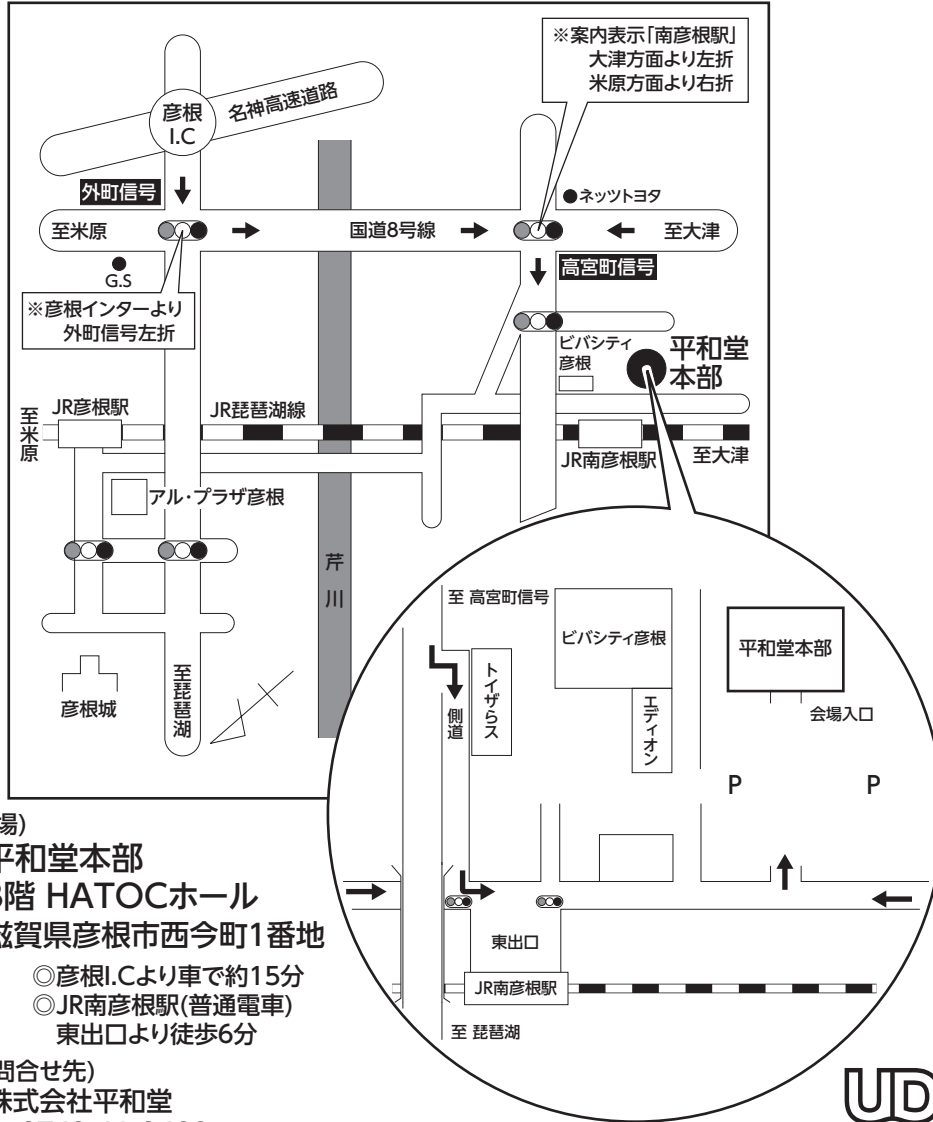 ※案内表示「南彦根駅」
大津方面より左折
米原方面より右折
彦根
I.C
名神高速道路
外町信号
ネッツトヨタ
至米原
国道8号線
至大津
G.S
高宮町信号
※彦根インターより
外町信号左折
ビバシティ
彦根
平和堂
本部
至米原
JR彦根駅
JR琵琶湖線
JR南彦根駅
至大津
アル・プラザ彦根
芹川
彦根城
至琵琶湖
至 高宮町信号
ビバシティ彦根
平和堂本部
トイザらス
側道
エディオン
会場入口
P
P
東出口
JR南彦根駅
至 琵琶湖
場)
平和堂本部
階 HATOCホール
滋賀県彦根市西今町1番地
◎彦根I.Cより車で約15分
◎JR南彦根駅(普通電車)
東出口より徒歩6分
問合せ先)
株式会社平和堂
UD